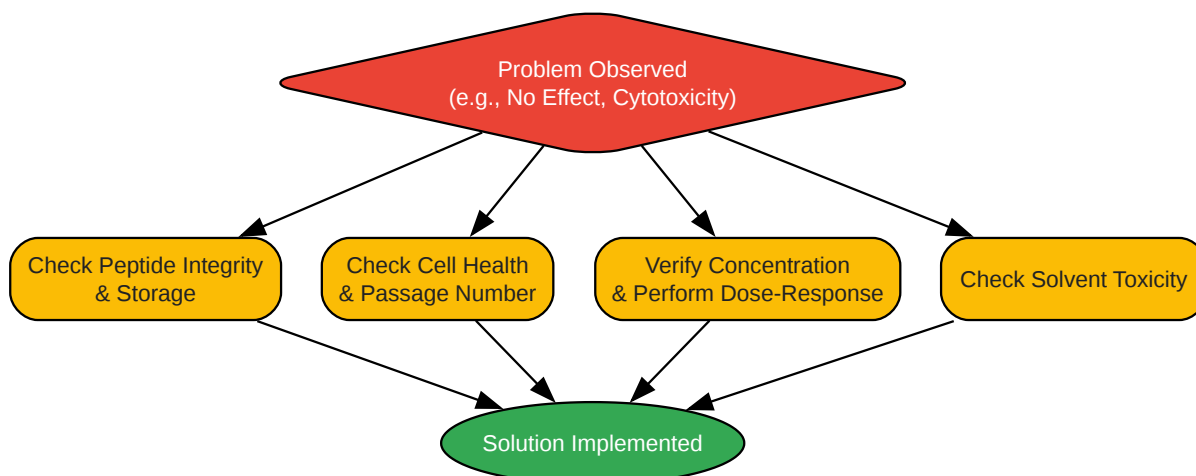 Problem Observed
(e.g., No Effect, Cytotoxicity)
Check Peptide Integrity
& Storage
Check Cell Health
& Passage Number
Verify Concentration
& Perform Dose-Response
Check Solvent Toxicity
Solution Implemented